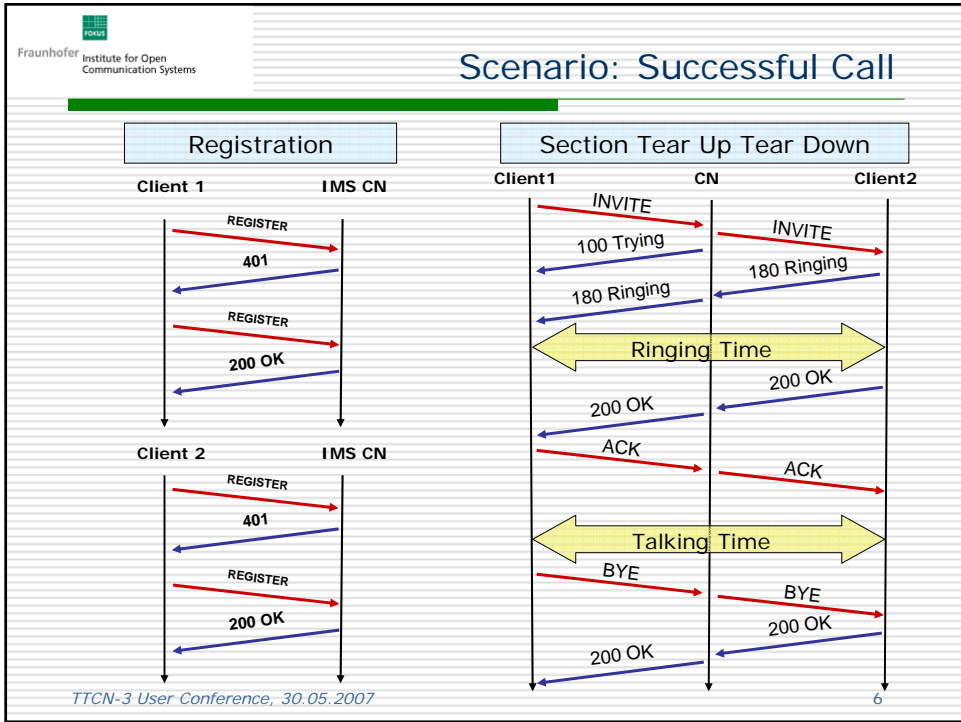 FOKUS
Fraunhofer Institute for Open
Communication Systems
Scenario: Successful Call
Registration
Client 1 IMS CN
REGISTER
401
REGISTER
200 OK
Client 2 IMS CN
REGISTER
401
REGISTER
200 OK
Section Tear Up Tear Down
Client1 CN Client2
INVITE
INVITE
100 Trying
180 Ringing
180 Ringing
Ringing Time
200 OK
200 OK
ACK
ACK
Talking Time
BYE
BYE
200 OK
200 OK
TTCN-3 User Conference, 30.05.2007 6